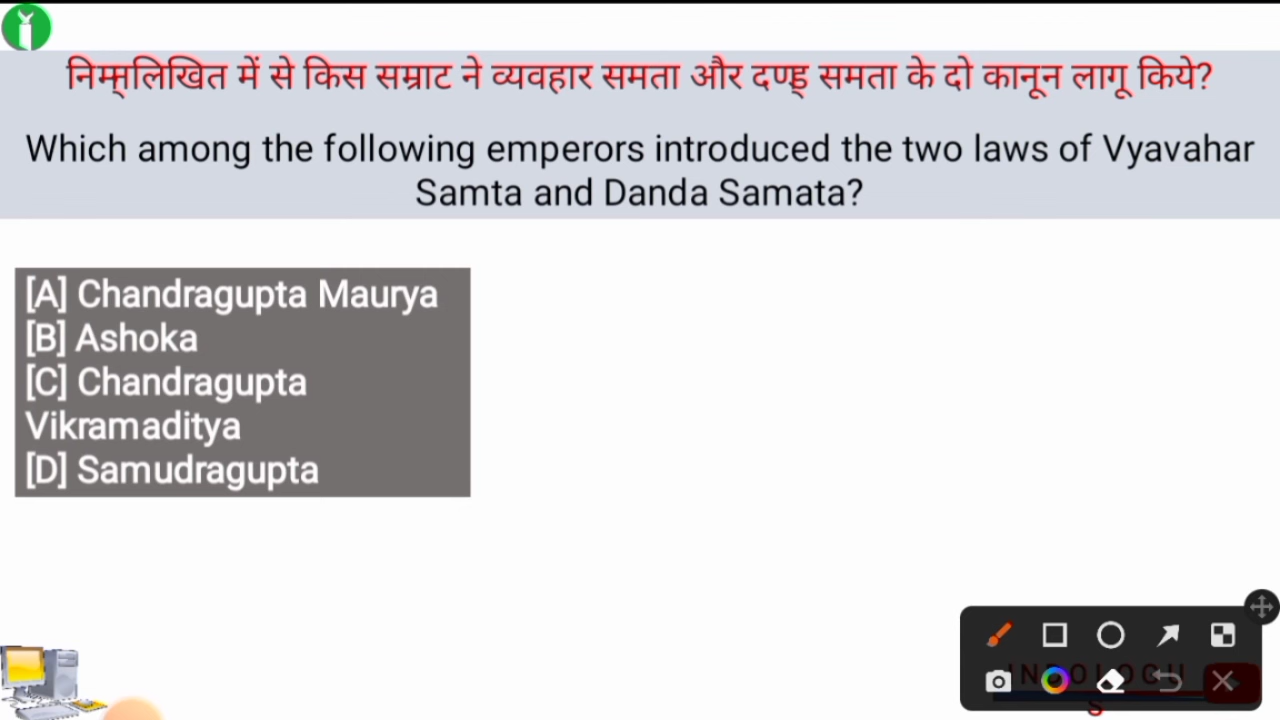 निम्नलिखित में से किस सम्राट ने व्यवहार समता और दण्ड समता के दो कानून लागू किये?
Which among the following emperors introduced the two laws of Vyavahar
Samta and Danda Samata?
[A] Chandragupta Maurya
[B] Ashoka
[C] Chandragupta
Vikramaditya
[D] Samudragupta